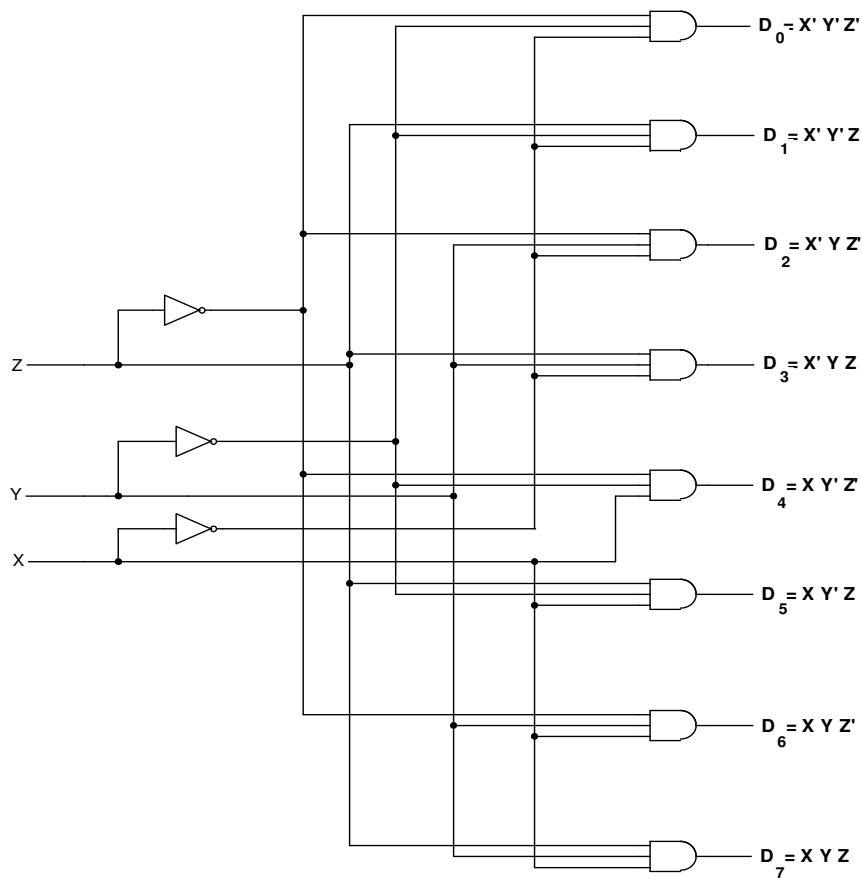 D0 = X' Y' Z'
D1 = X' Y' Z
D2 = X' Y Z'
Z
D3 = X' Y Z
Y
D4 = X Y' Z'
X
D5 = X Y' Z
D6 = X Y Z'
D7 = X Y Z